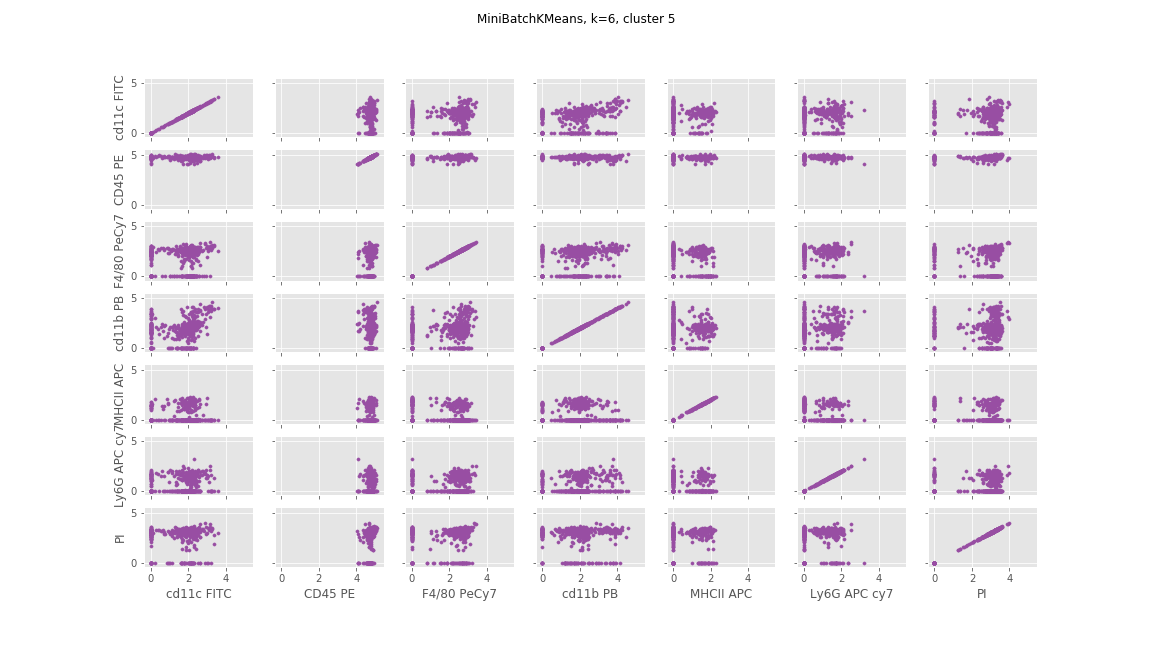 MiniBatchKMeans, k=6, cluster 5
5
0
cd11c FITC
5
0
CD45 PE
5
0
F4/80 PeCy7
5
0
cd11b PB
5
0
MHCII APC
5
0
Ly6G APC cy7
5
0
PI
0 2 4 0 2 4 0 2 4 0 2 4 0 2 4 0 2 4 0 2 4
cd11c FITC CD45 PE F4/80 PeCy7 cd11b PB MHCII APC Ly6G APC cy7 PI